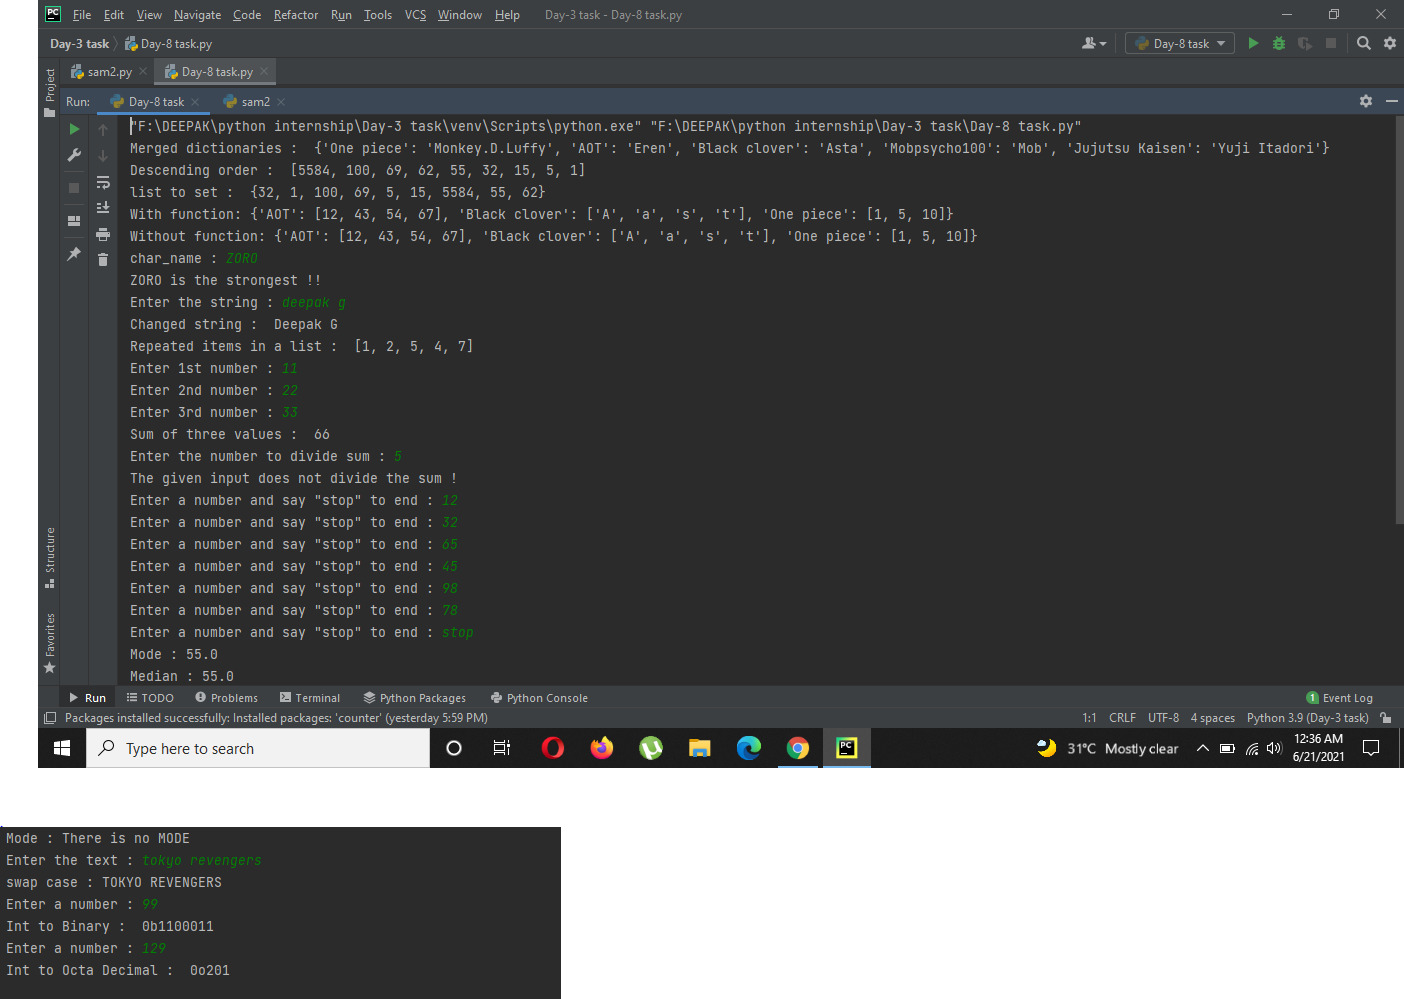 PC File Edit View Navigate Code Refactor Run Tools VCS Window Help Day-3 task - Day-8 task.py
Day-3 task Day-8 task.py Day-8 task
sam2.py Day-8 task.py
Project
Run: Day-8 task sam2
"F:\DEEPAK\python internship\Day-3 task\venv\Scripts\python.exe" "F:\DEEPAK\python internship\Day-3 task\Day-8 task.py"
Merged dictionaries :  {'One piece': 'Monkey.D.Luffy', 'AOT': 'Eren', 'Black clover': 'Asta', 'Mobpsycho100': 'Mob', 'Jujutsu Kaisen': 'Yuji Itadori'}
Descending order :  [5584, 100, 69, 62, 55, 32, 15, 5, 1]
list to set :  {32, 1, 100, 69, 5, 15, 5584, 55, 62}
With function: {'AOT': [12, 43, 54, 67], 'Black clover': ['A', 'a', 's', 't'], 'One piece': [1, 5, 10]}
Without function: {'AOT': [12, 43, 54, 67], 'Black clover': ['A', 'a', 's', 't'], 'One piece': [1, 5, 10]}
char_name : ZORO
ZORO is the strongest !!
Enter the string : deepak g
Changed string :  Deepak G
Repeated items in a list :  [1, 2, 5, 4, 7]
Enter 1st number : 11
Enter 2nd number : 22
Enter 3rd number : 33
Sum of three values :  66
Enter the number to divide sum : 5
The given input does not divide the sum !
Enter a number and say "stop" to end : 12
Enter a number and say "stop" to end : 32
Enter a number and say "stop" to end : 65
Enter a number and say "stop" to end : 45
Enter a number and say "stop" to end : 98
Enter a number and say "stop" to end : 78
Enter a number and say "stop" to end : stop
Mode : 55.0
Median : 55.0
Structure
Favorites
Run TODO Problems Terminal Python Packages Python Console 1 Event Log
Packages installed successfully: Installed packages: 'counter' (yesterday 5:59 PM) 1:1 CRLF UTF-8 4 spaces Python 3.9 (Day-3 task)
Type here to search PC 31°C Mostly clear 12:36 AM
6/21/2021
Mode : There is no MODE
Enter the text : tokyo revengers
swap case : TOKYO REVENGERS
Enter a number : 99
Int to Binary :  0b1100011
Enter a number : 129
Int to Octa Decimal :  0o201